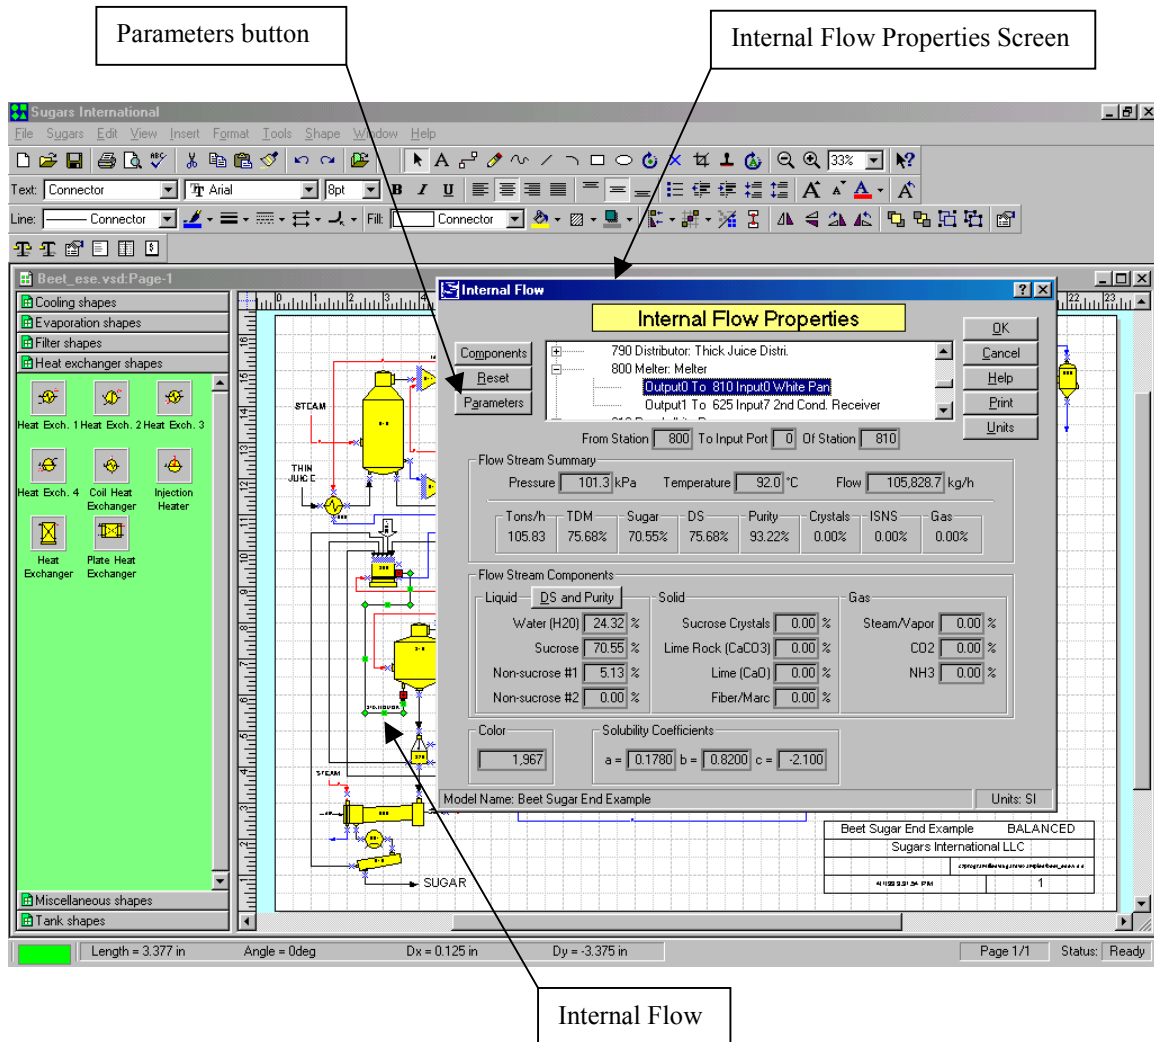 Parameters button
Internal Flow Properties Screen
Sugars International
File Sugars Edit View Insert Format Tools Shape Window Help
33%
Text: Connector Arial 8pt B I U
Line: Connector Fill: Connector
Beet_ese.vsd:Page-1
Cooling shapes
Evaporation shapes
Filter shapes
Heat exchanger shapes
Heat Exch. 1 Heat Exch. 2 Heat Exch. 3
Heat Exch. 4 Coil Heat Exchanger Injection Heater
Heat Exchanger Plate Heat Exchanger
Miscellaneous shapes
Tank shapes
STEAM
THIN JUICE
STEAM
SUGAR
Internal Flow
Internal Flow Properties
Components
Reset
Parameters
790 Distributor: Thick Juice Distri.
800 Melter: Melter
Output0 To 810 Input0 White Pan
Output1 To 625 Input7 2nd Cond. Receiver
OK
Cancel
Help
Print
Units
From Station 800 To Input Port 0 Of Station 810
Flow Stream Summary
Pressure 101.3 kPa Temperature 92.0 °C Flow 105,828.7 kg/h
Tons/h TDM Sugar DS Purity Crystals ISNS Gas
105.83 75.68% 70.55% 75.68% 93.22% 0.00% 0.00% 0.00%
Flow Stream Components
Liquid DS and Purity Solid Gas
Water (H20) 24.32 % Sucrose Crystals 0.00 % Steam/Vapor 0.00 %
Sucrose 70.55 % Lime Rock (CaCO3) 0.00 % CO2 0.00 %
Non-sucrose #1 5.13 % Lime (CaO) 0.00 % NH3 0.00 %
Non-sucrose #2 0.00 % Fiber/Marc 0.00 %
Color Solubility Coefficients
1,967 a = 0.1780 b = 0.8200 c = -2.100
Model Name: Beet Sugar End Example Units: SI
Beet Sugar End Example BALANCED
Sugars International LLC
1
Length = 3.377 in Angle = 0deg Dx = 0.125 in Dy = -3.375 in Page 1/1 Status: Ready
Internal Flow